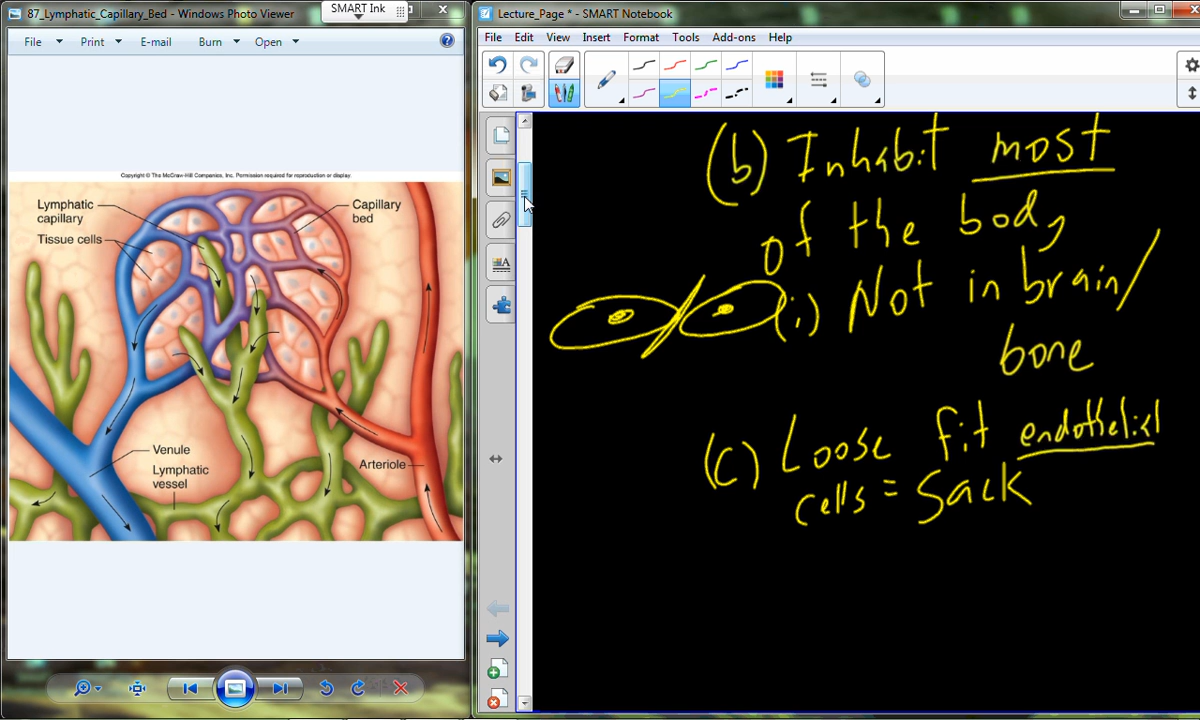 87_Lymphatic_Capillary_Bed - Windows Photo Viewer
SMART Ink
File Print E-mail Burn Open
Copyright © The McGraw-Hill Companies, Inc. Permission required for reproduction or display.
Lymphatic
capillary
Tissue cells
Capillary
bed
Venule
Lymphatic
vessel
Arteriole
Lecture_Page * - SMART Notebook
File Edit View Insert Format Tools Add-ons Help
(b) Inhabit most
of the body
(i) Not in brain/
bone
(c) Loose fit endothelial
cells = Sack